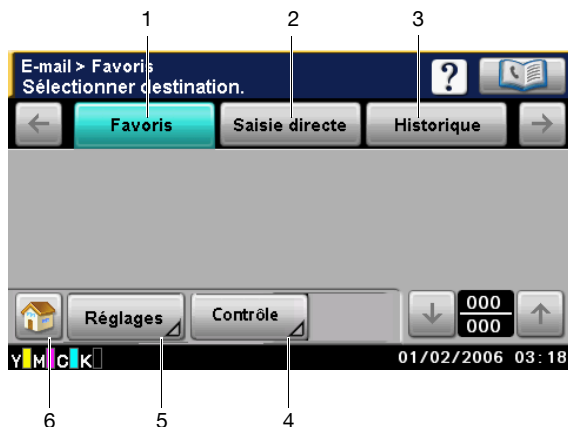 1 2 3
E-mail > Favoris
Sélectionner destination.
?
Favoris Saisie directe Historique
Réglages Contrôle 000
000
Y M C K 01/02/2006 03:18
6 5 4